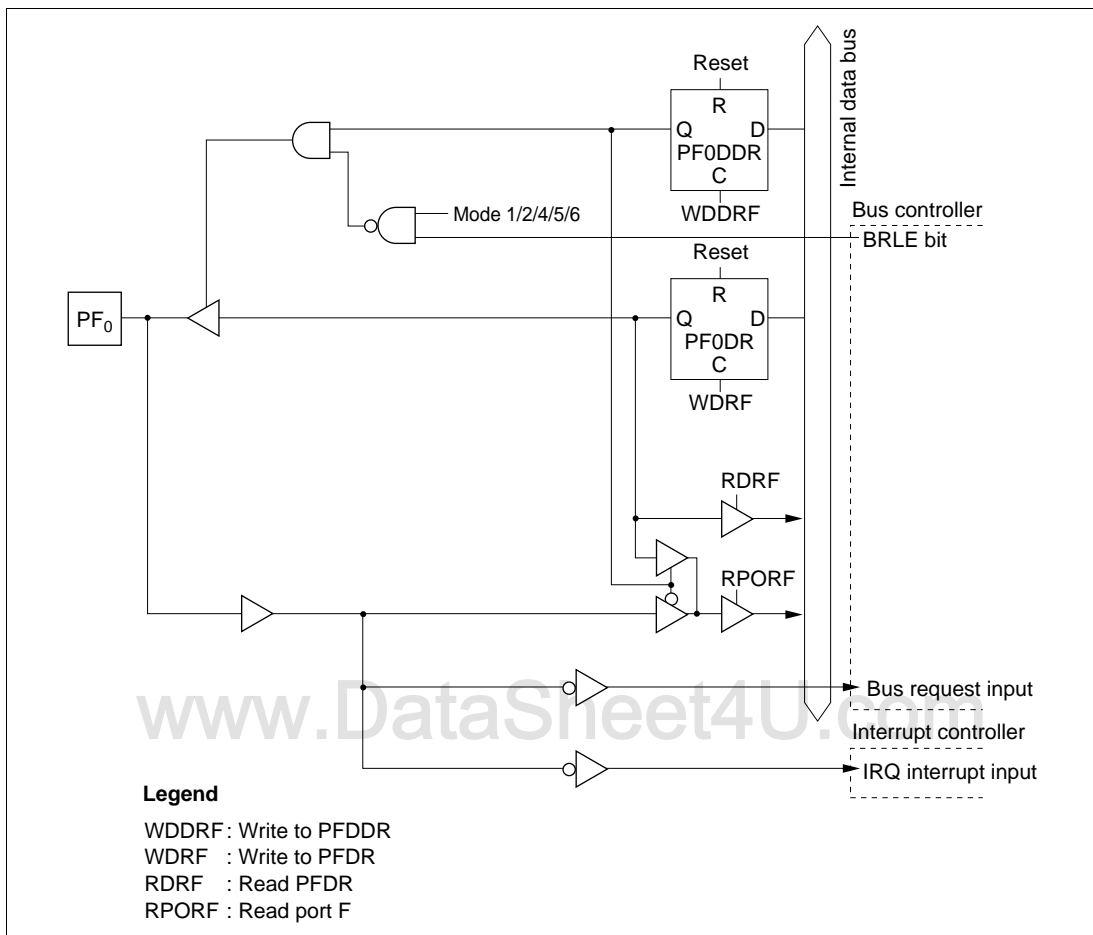 Reset
R
Q D
PF0DDR
C
WDDRF
Internal data bus
Mode 1/2/4/5/6
Bus controller
BRLE bit
Reset
R
Q D
PF0DR
C
WDRF
PF0
RDRF
RPORF
Bus request input
www.DataSheet4U.com
Interrupt controller
IRQ interrupt input
Legend
WDDRF : Write to PFDDR
WDRF : Write to PFDR
RDRF : Read PFDR
RPORF : Read port F